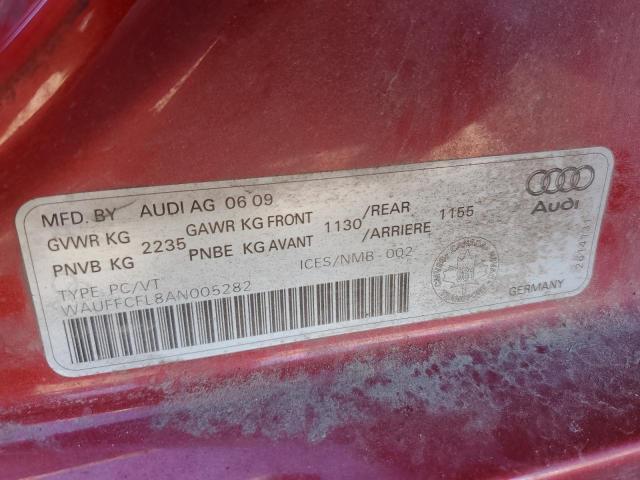 MFD. BY AUDI AG 06 09
GVWR KG 2235 GAWR KG FRONT 1130 /REAR 1155
PNVB KG PNBE KG AVANT /ARRIERE
ICES/NMB-002
TYPE PC/VT
WAUFFCFL8AN005282
Audi
GERMANY